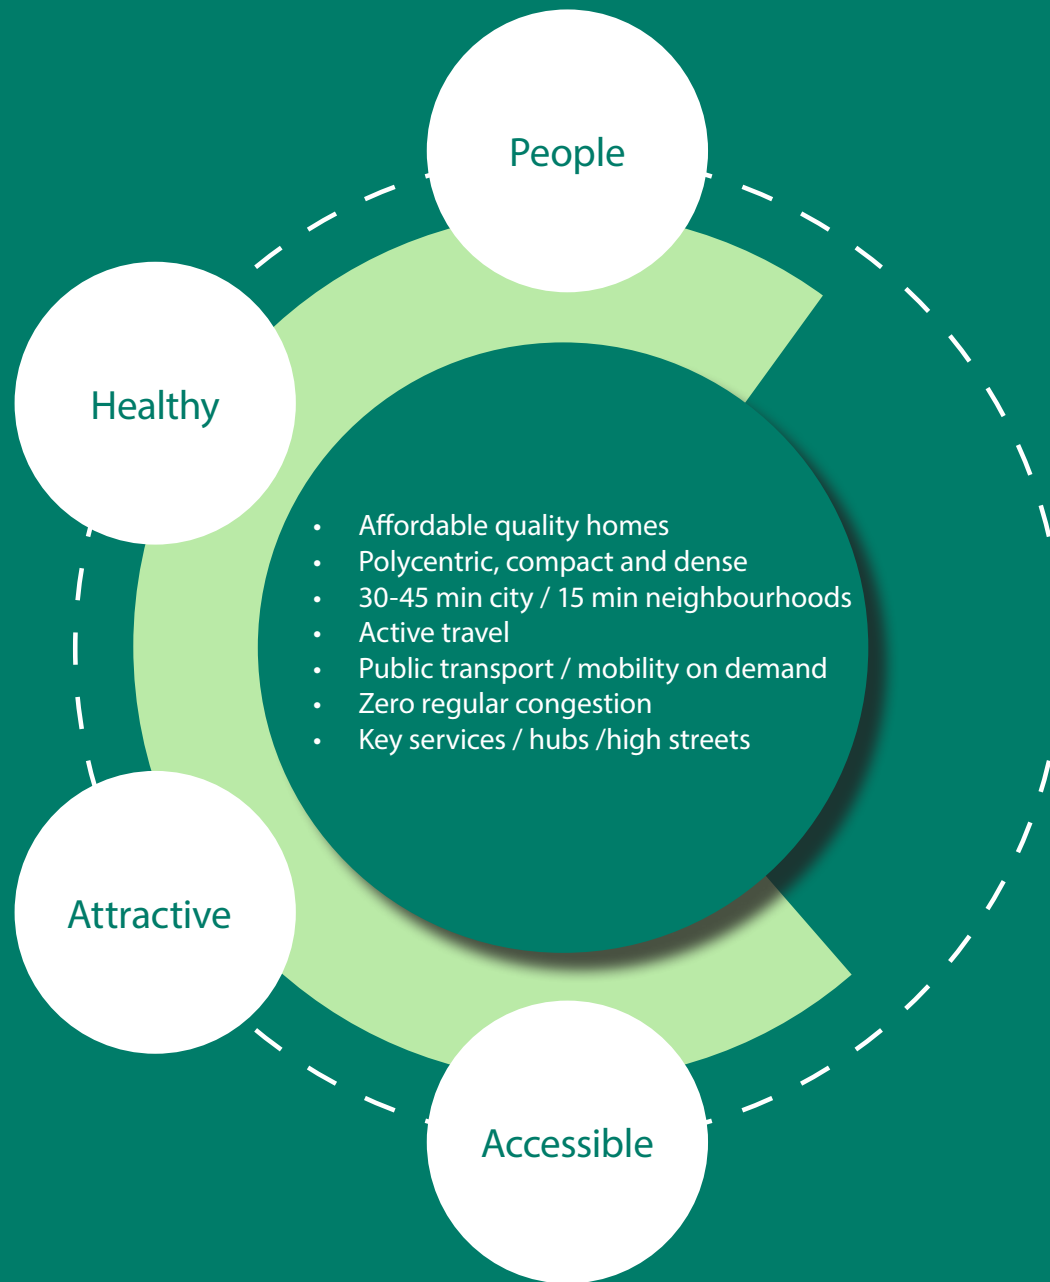 People
Healthy
• Affordable quality homes
• Polycentric, compact and dense
• 30-45 min city / 15 min neighbourhoods
• Active travel
• Public transport / mobility on demand
• Zero regular congestion
• Key services / hubs /high streets
Attractive
Accessible